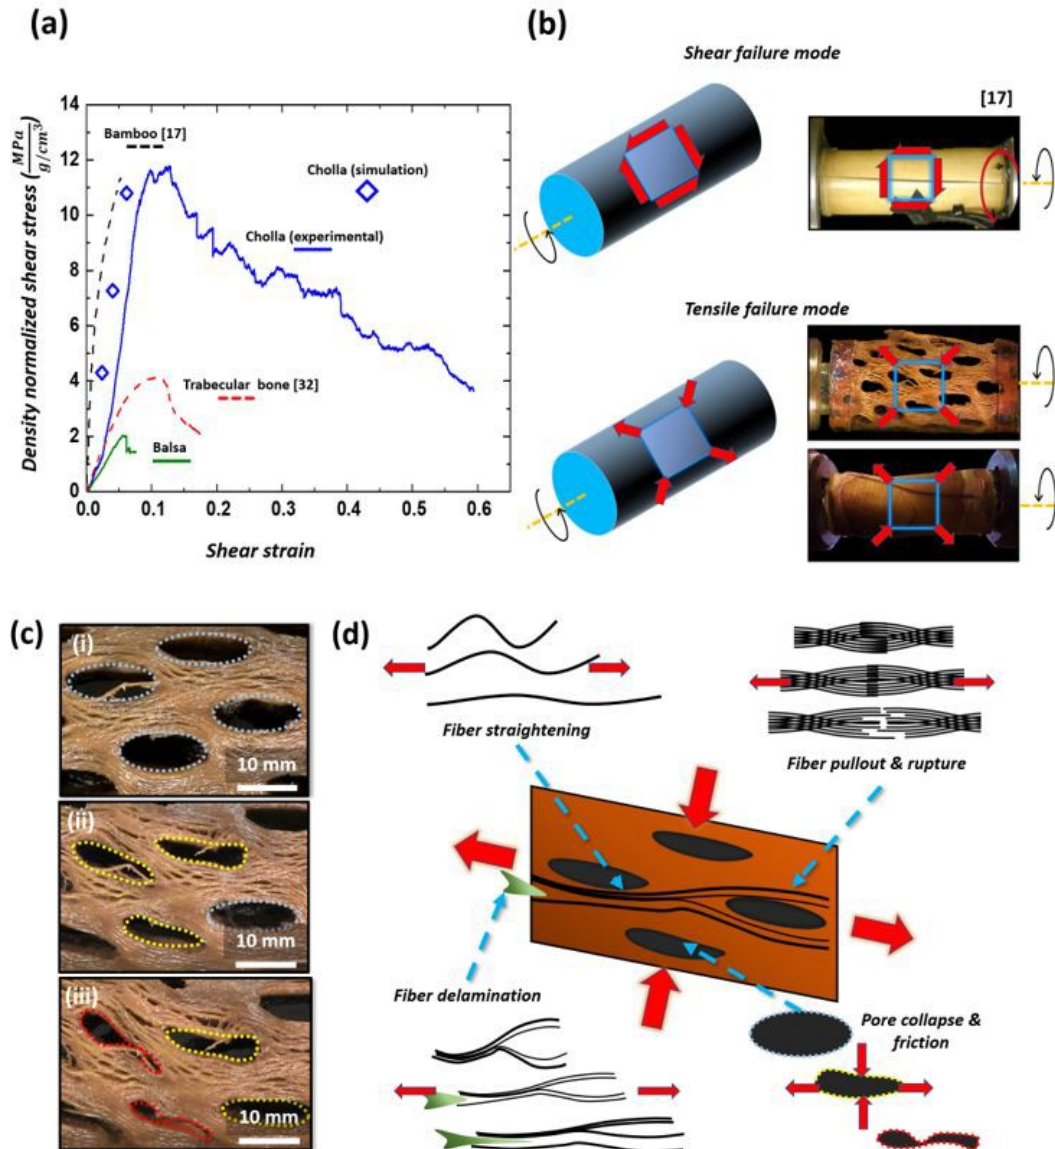 (a)
Density normalized shear stress (MPa/g/cm³)
14
12
10
8
6
4
2
0
Bamboo [17]
Cholla (simulation)
Cholla (experimental)
Trabecular bone [32]
Balsa
0.0 0.1 0.2 0.3 0.4 0.5 0.6
Shear strain
(b)
Shear failure mode
[17]
Tensile failure mode
(c)
(i)
10 mm
(ii)
10 mm
(iii)
10 mm
(d)
Fiber straightening
Fiber pullout & rupture
Fiber delamination
Pore collapse &
friction